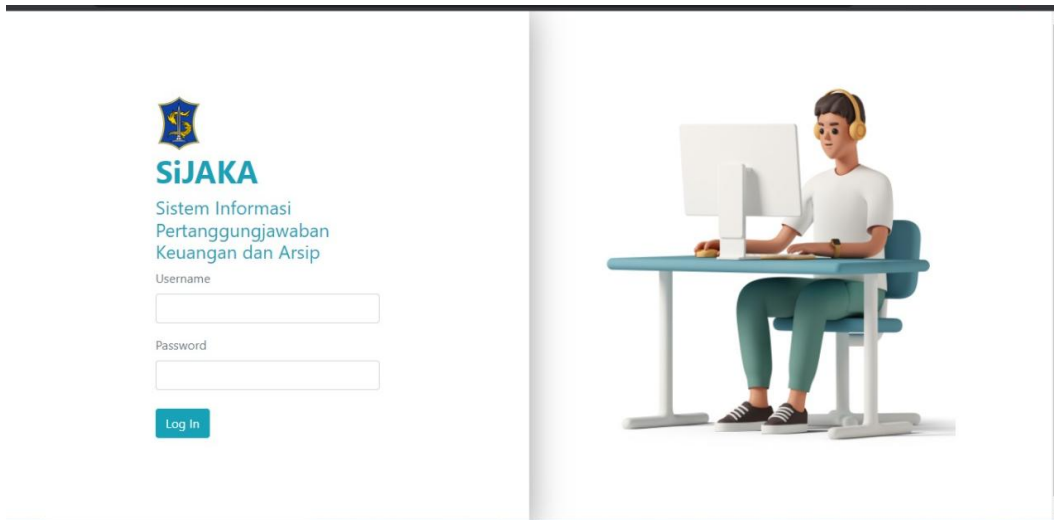 SiJAKA
Sistem Informasi
Pertanggungjawaban
Keuangan dan Arsip
Username
Password
Log In